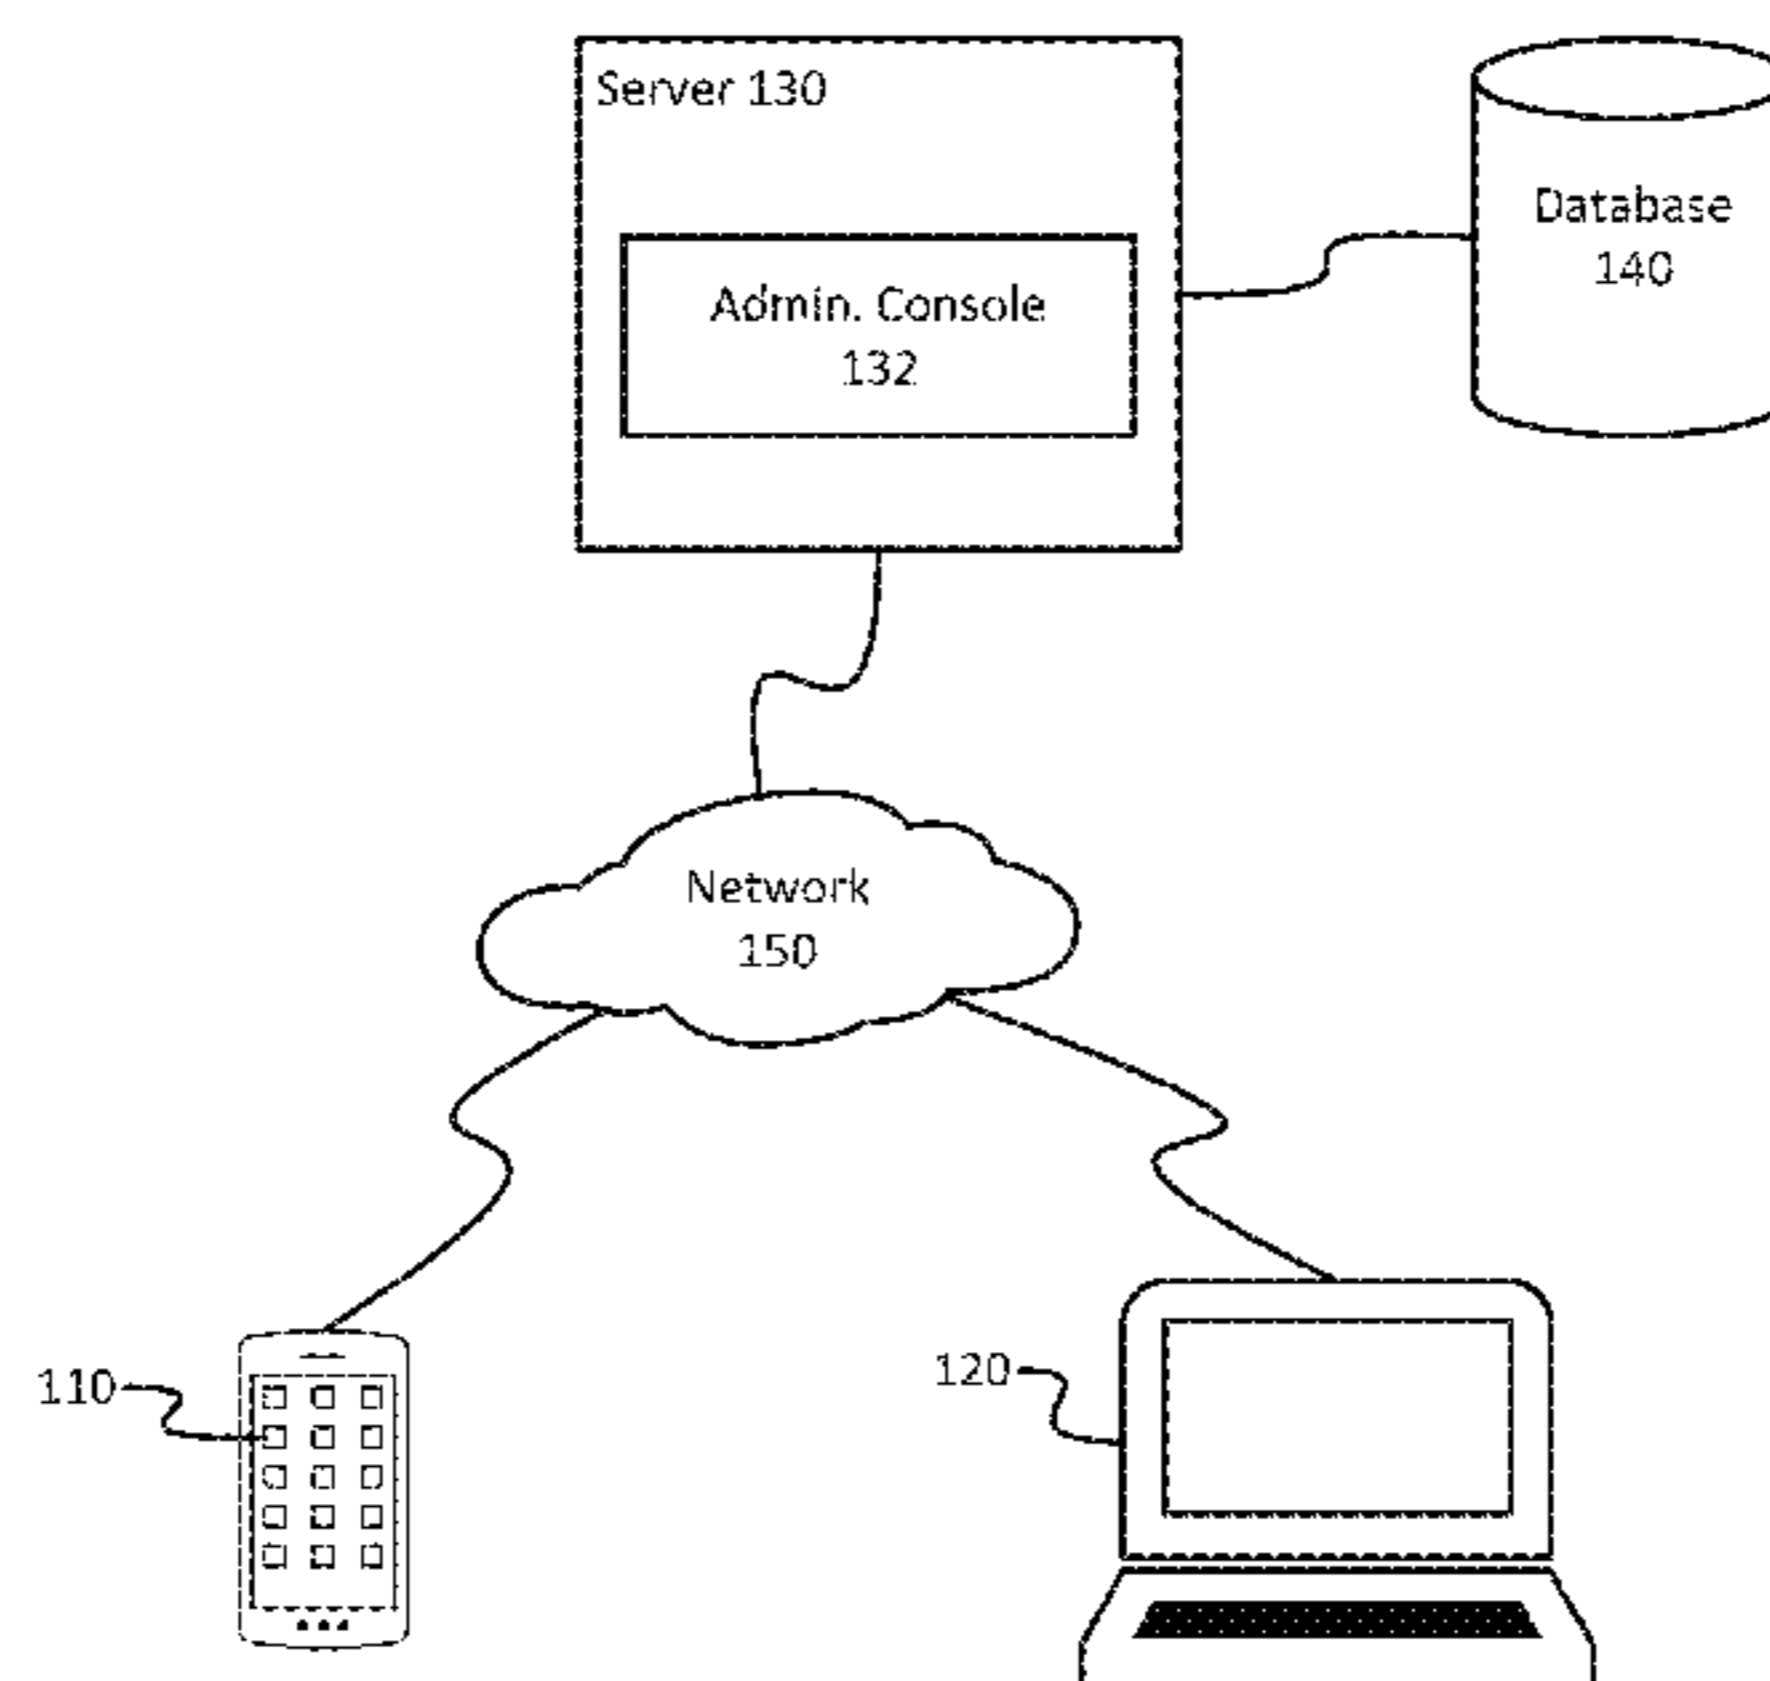 Server 130
Admin. Console
132
Database
140
Network
150
110
120